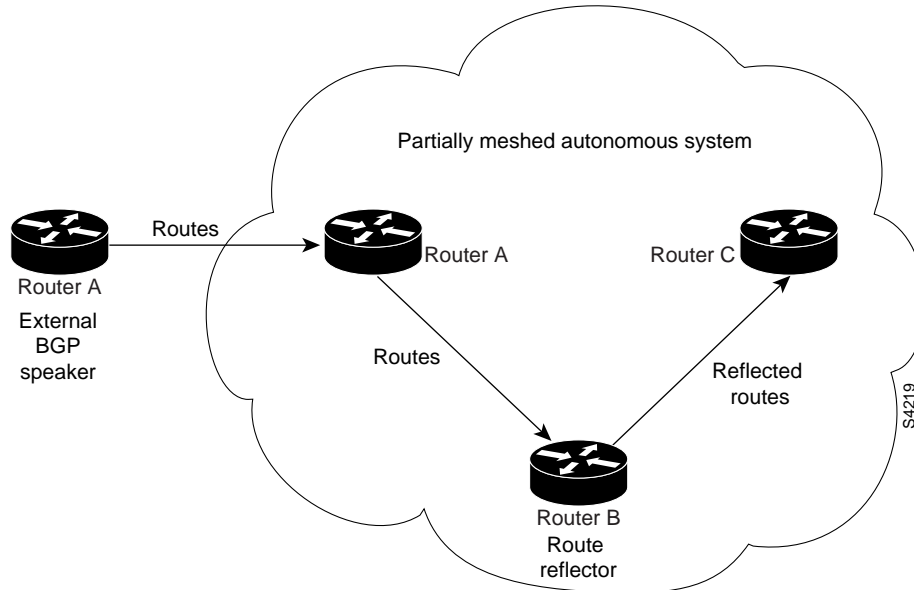 Partially meshed autonomous system
Routes
Router A
External
BGP
speaker
Router A
Router C
Routes
Reflected
routes
Router B
Route
reflector
S4219